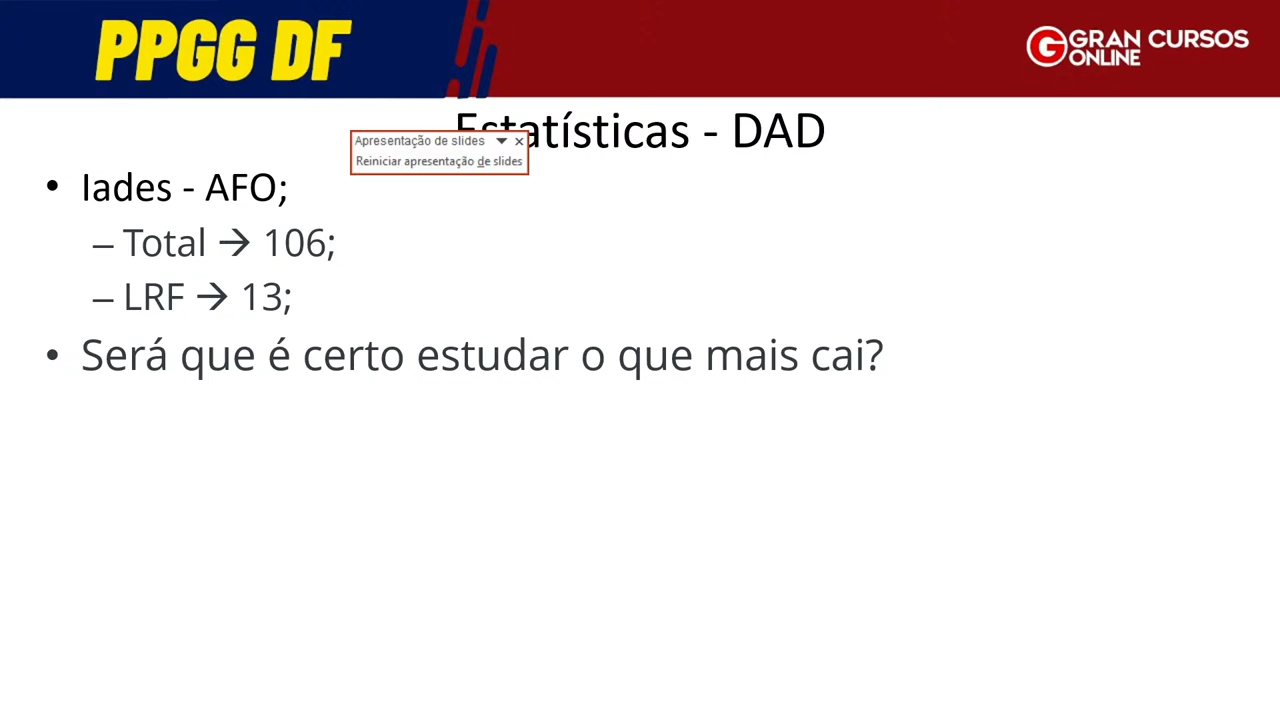 PPGG DF
GRAN CURSOS
ONLINE
Estatísticas - DAD
Apresentação de slides
Reiniciar apresentação de slides
• Iades - AFO;
– Total → 106;
– LRF → 13;
• Será que é certo estudar o que mais cai?